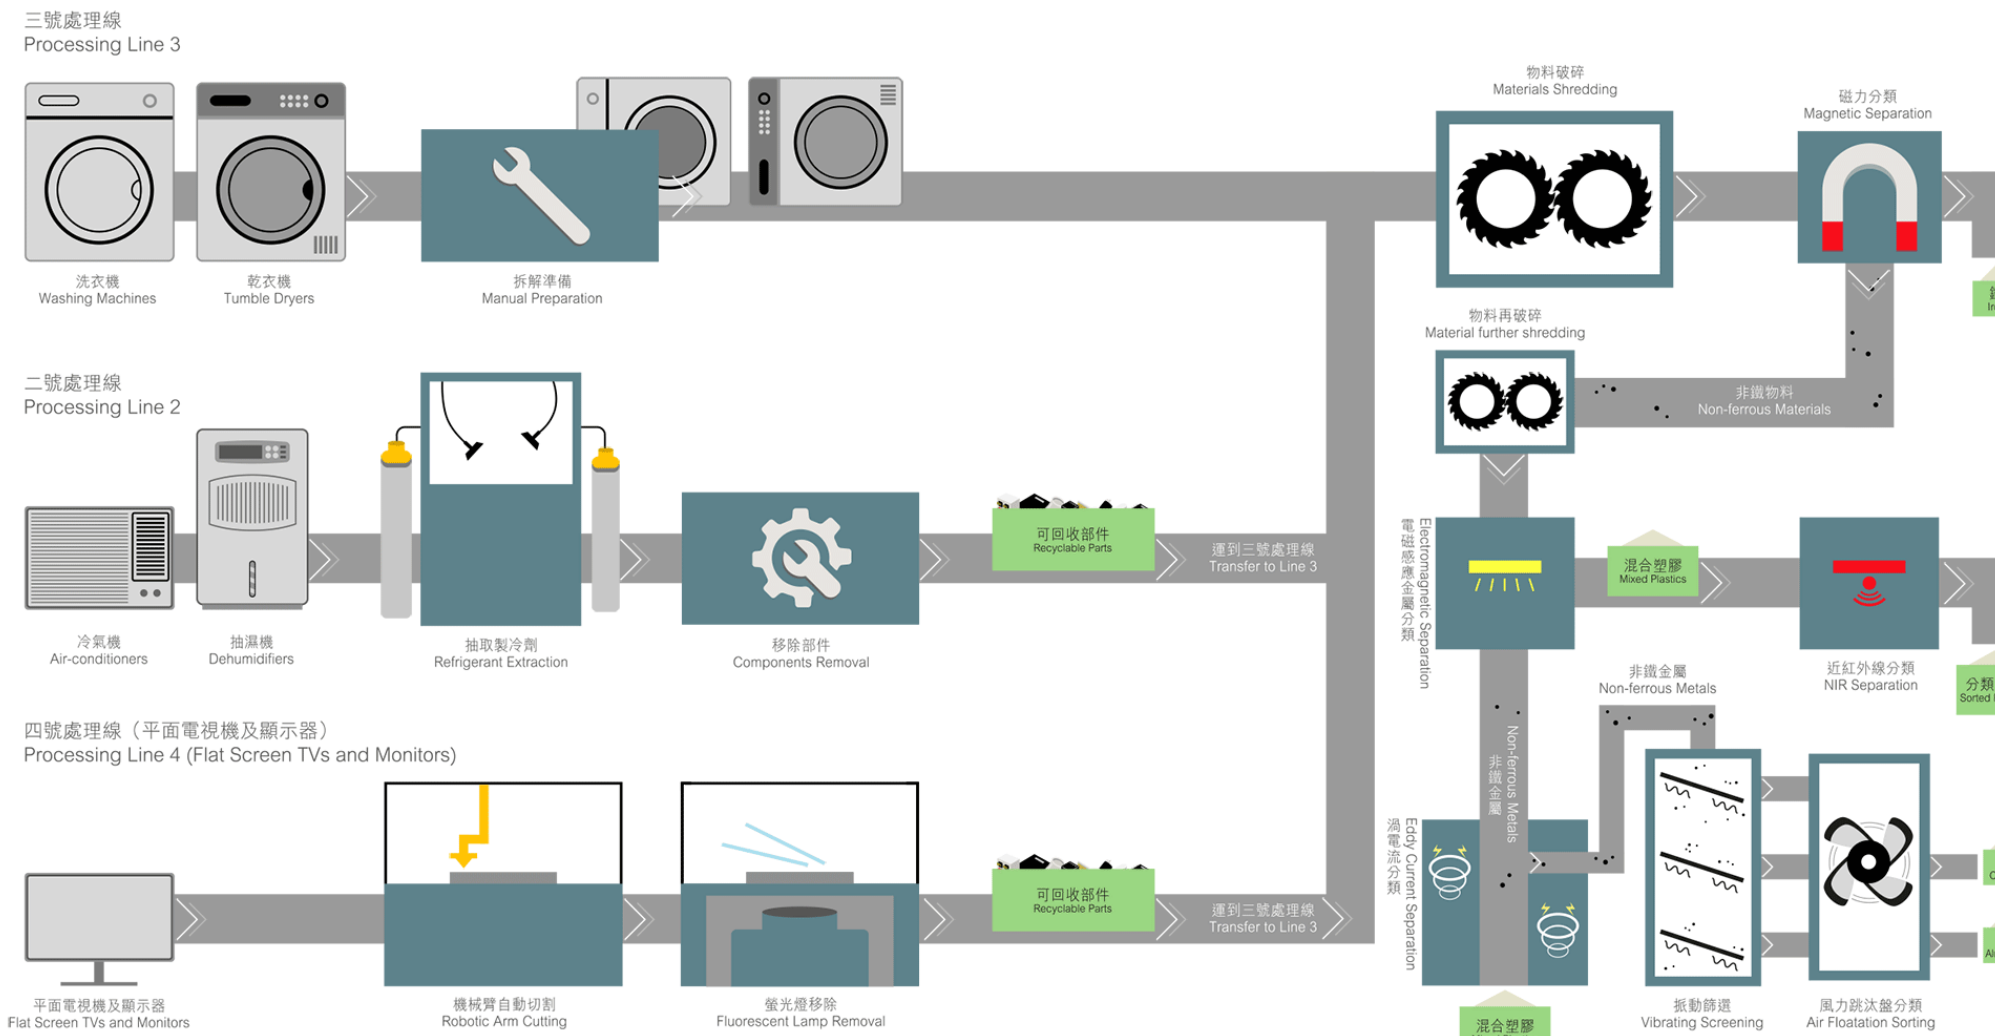 三號處理線
Processing Line 3
洗衣機
Washing Machines
乾衣機
Tumble Dryers
拆解準備
Manual Preparation
物料破碎
Materials Shredding
磁力分類
Magnetic Separation
物料再破碎
Material further shredding
非鐵物料
Non-ferrous Materials
二號處理線
Processing Line 2
冷氣機
Air-conditioners
抽濕機
Dehumidifiers
抽取製冷劑
Refrigerant Extraction
移除部件
Components Removal
可回收部件
Recyclable Parts
運到三號處理線
Transfer to Line 3
Electromagnetic Separation
電磁感應金屬分類
混合塑膠
Mixed Plastics
近紅外線分類
NIR Separation
分類
Sorted
非鐵金屬
Non-ferrous Metals
四號處理線（平面電視機及顯示器）
Processing Line 4 (Flat Screen TVs and Monitors)
平面電視機及顯示器
Flat Screen TVs and Monitors
機械臂自動切割
Robotic Arm Cutting
螢光燈移除
Fluorescent Lamp Removal
可回收部件
Recyclable Parts
運到三號處理線
Transfer to Line 3
Non-ferrous Metals
非鐵金屬
Eddy Current Separation
渦電流分類
混合塑膠
振動篩選
Vibrating Screening
風力跳汰盤分類
Air Floatation Sorting